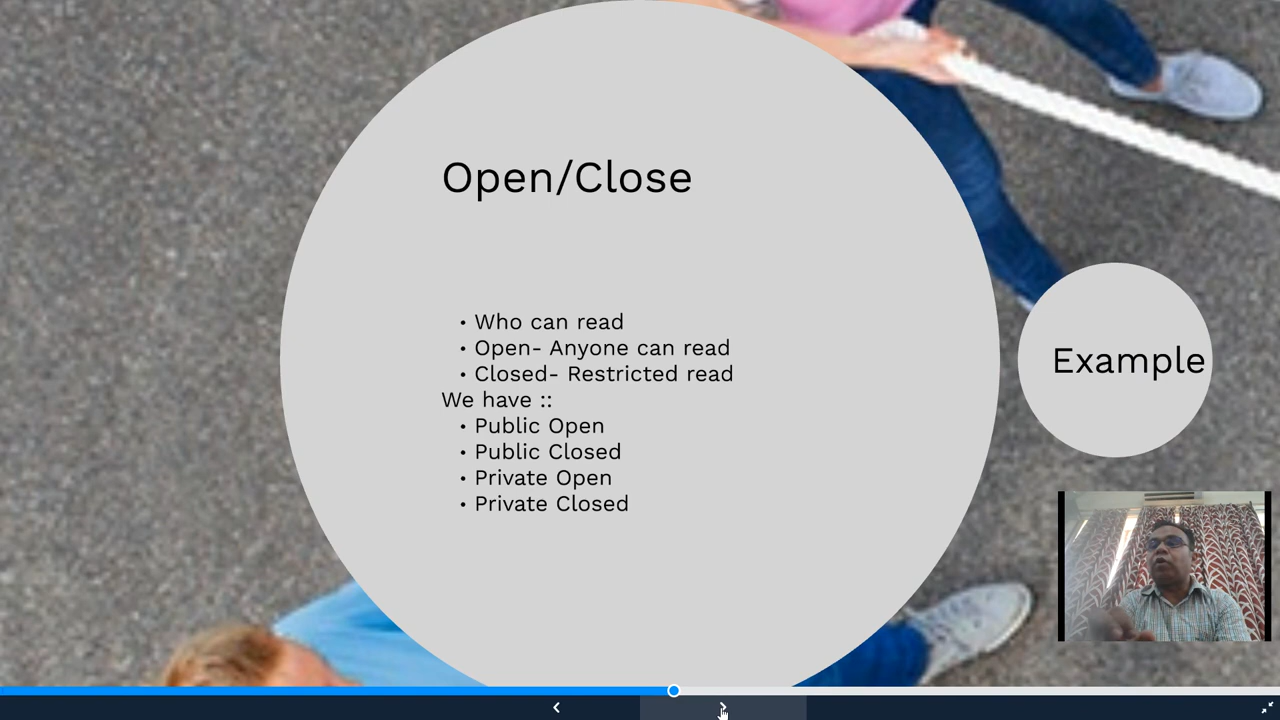 Open/Close
• Who can read
• Open- Anyone can read
• Closed- Restricted read
We have ::
• Public Open
• Public Closed
• Private Open
• Private Closed
Example